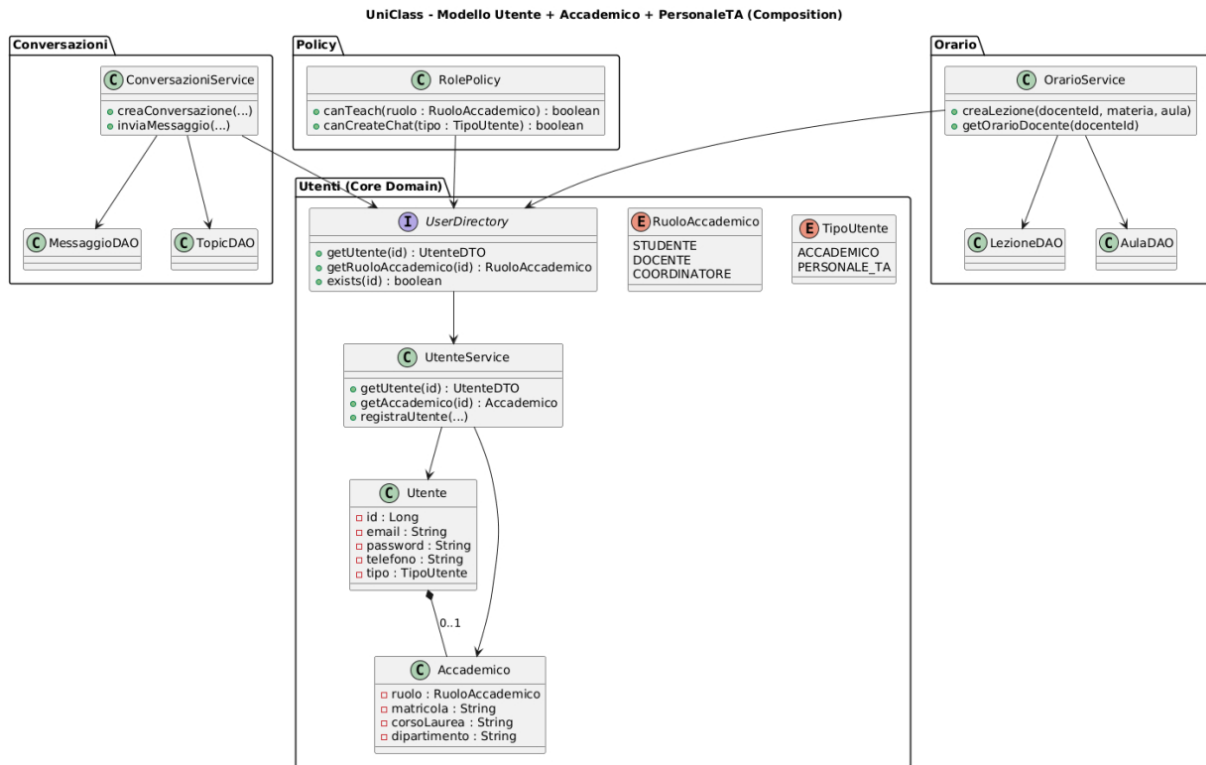 UniClass - Modello Utente + Accademico + PersonaleTA (Composition)
Conversazioni
C ConversazioniService
creaConversazione(...)
inviaMessaggio(...)
C MessaggioDAO
C TopicDAO
Policy
C RolePolicy
canTeach(ruolo : RuoloAccademico) : boolean
canCreateChat(tipo : TipoUtente) : boolean
Orario
C OrarioService
creaLezione(docenteId, materia, aula)
getOrarioDocente(docenteId)
C LezioneDAO
C AulaDAO
Utenti (Core Domain)
I UserDirectory
getUtente(id) : UtenteDTO
getRuoloAccademico(id) : RuoloAccademico
exists(id) : boolean
E RuoloAccademico
STUDENTE
DOCENTE
COORDINATORE
E TipoUtente
ACCADEMICO
PERSONALE_TA
C UtenteService
getUtente(id) : UtenteDTO
getAccademico(id) : Accademico
registraUtente(...)
C Utente
id : Long
email : String
password : String
telefono : String
tipo : TipoUtente
0..1
C Accademico
ruolo : RuoloAccademico
matricola : String
corsoLaurea : String
dipartimento : String